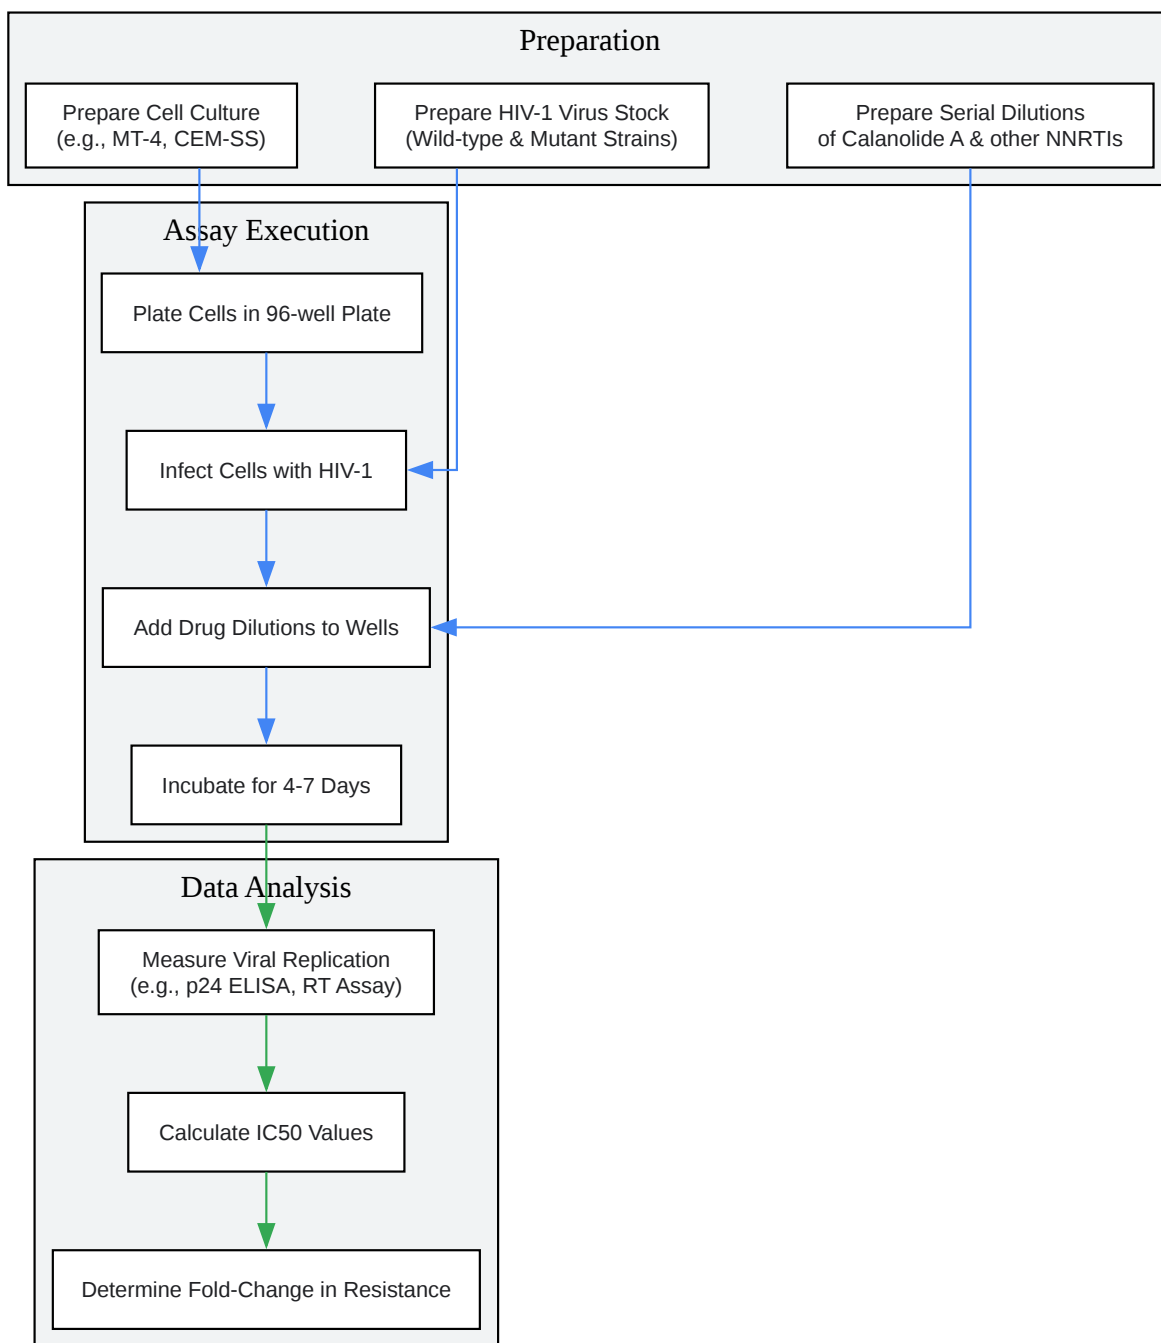 Preparation
Prepare Cell Culture
(e.g., MT-4, CEM-SS)
Prepare HIV-1 Virus Stock
(Wild-type & Mutant Strains)
Prepare Serial Dilutions
of Calanolide A & other NNRTIs
Assay Execution
Plate Cells in 96-well Plate
Infect Cells with HIV-1
Add Drug Dilutions to Wells
Incubate for 4-7 Days
Data Analysis
Measure Viral Replication
(e.g., p24 ELISA, RT Assay)
Calculate IC50 Values
Determine Fold-Change in Resistance